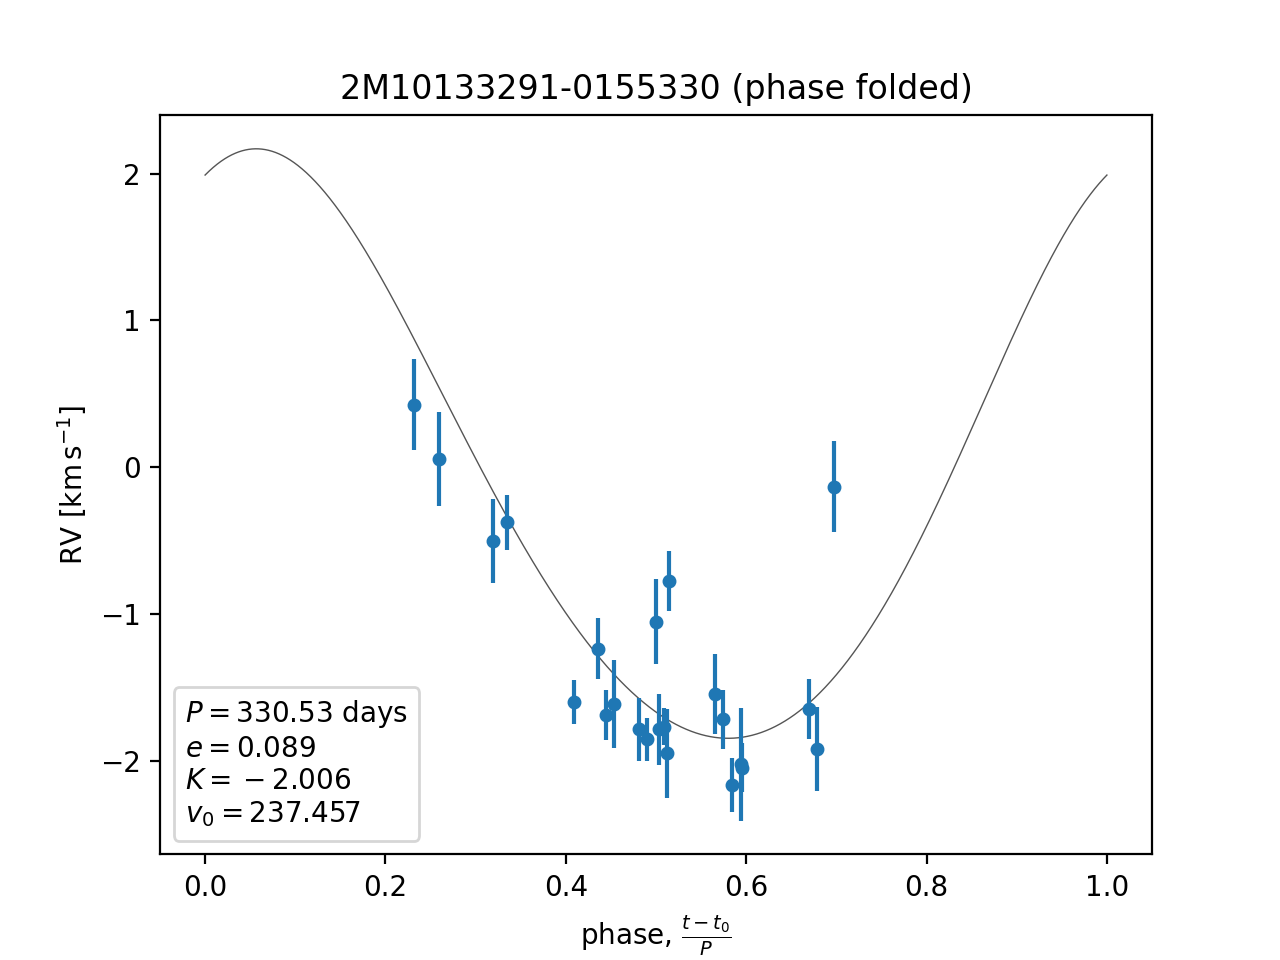 2M10133291-0155330 (phase folded)
RV [km s⁻¹]
2
1
0
−1
−2
P = 330.53 days
e = 0.089
K = −2.006
v₀ = 237.457
0.0 0.2 0.4 0.6 0.8 1.0
phase, (t − t₀)/P